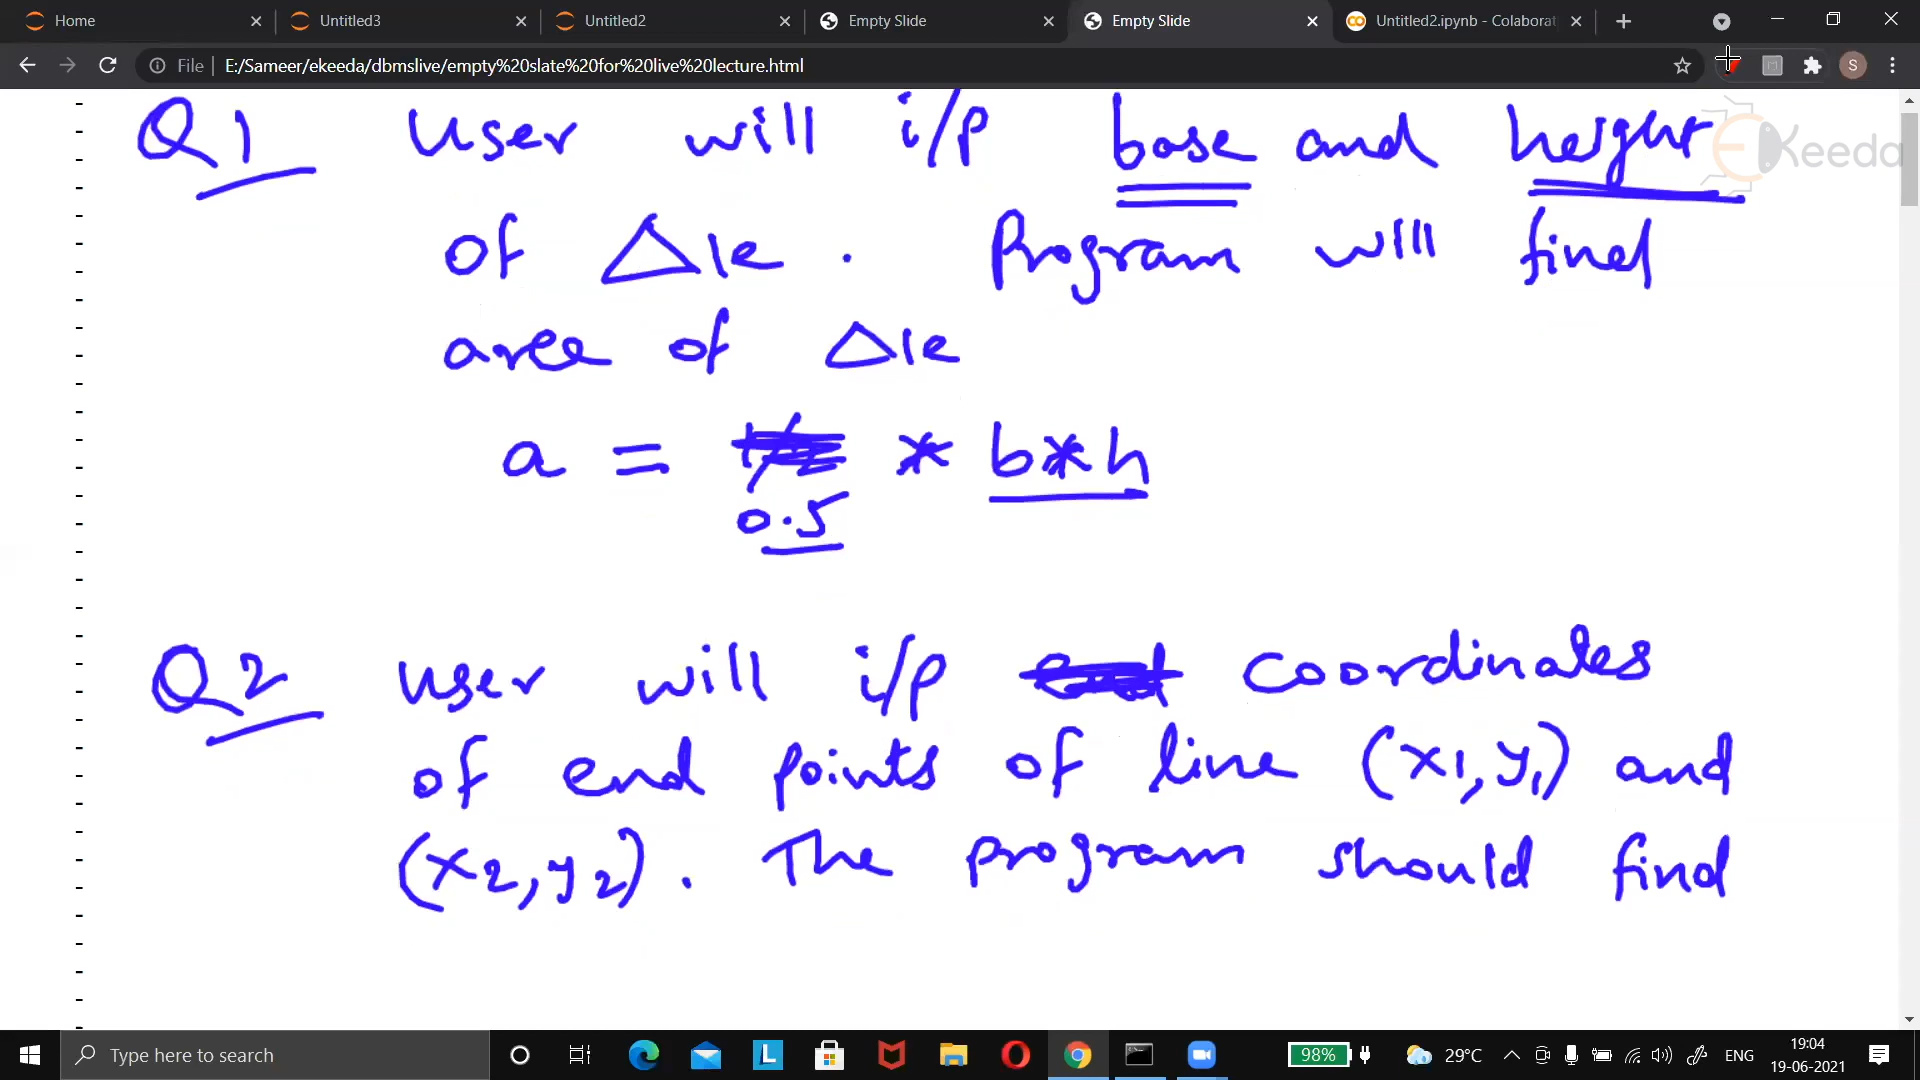 Home
Untitled3
Untitled2
Empty Slide
Empty Slide
Untitled2.ipynb - Colaborat
File
E:/Sameer/ekeeda/dbmslive/empty%20slate%20for%20live%20lecture.html
S
Keeda
Q1 User will i/p base and height
of △le . Program will find
area of △le
a = * b*h
0.5
Q2 User will i/p coordinates
of end points of line (x1,y1) and
(x2,y2). The program should find
Type here to search
98%
29°C
ENG
19:04
19-06-2021